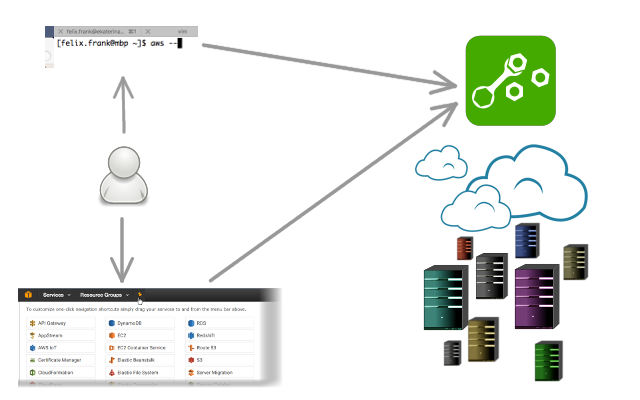 felix.frank@ekaterina... ⌘1
vim
[felix.frank@mbp ~]$ aws --
Services Resource Groups
To customize one-click navigation shortcuts simply drag your services to and from the menu bar above.
API Gateway DynamoDB RDS
AppStream EC2 Redshift
AWS IoT EC2 Container Service Route 53
Certificate Manager Elastic Beanstalk S3
CloudFormation Elastic File System Server Migration